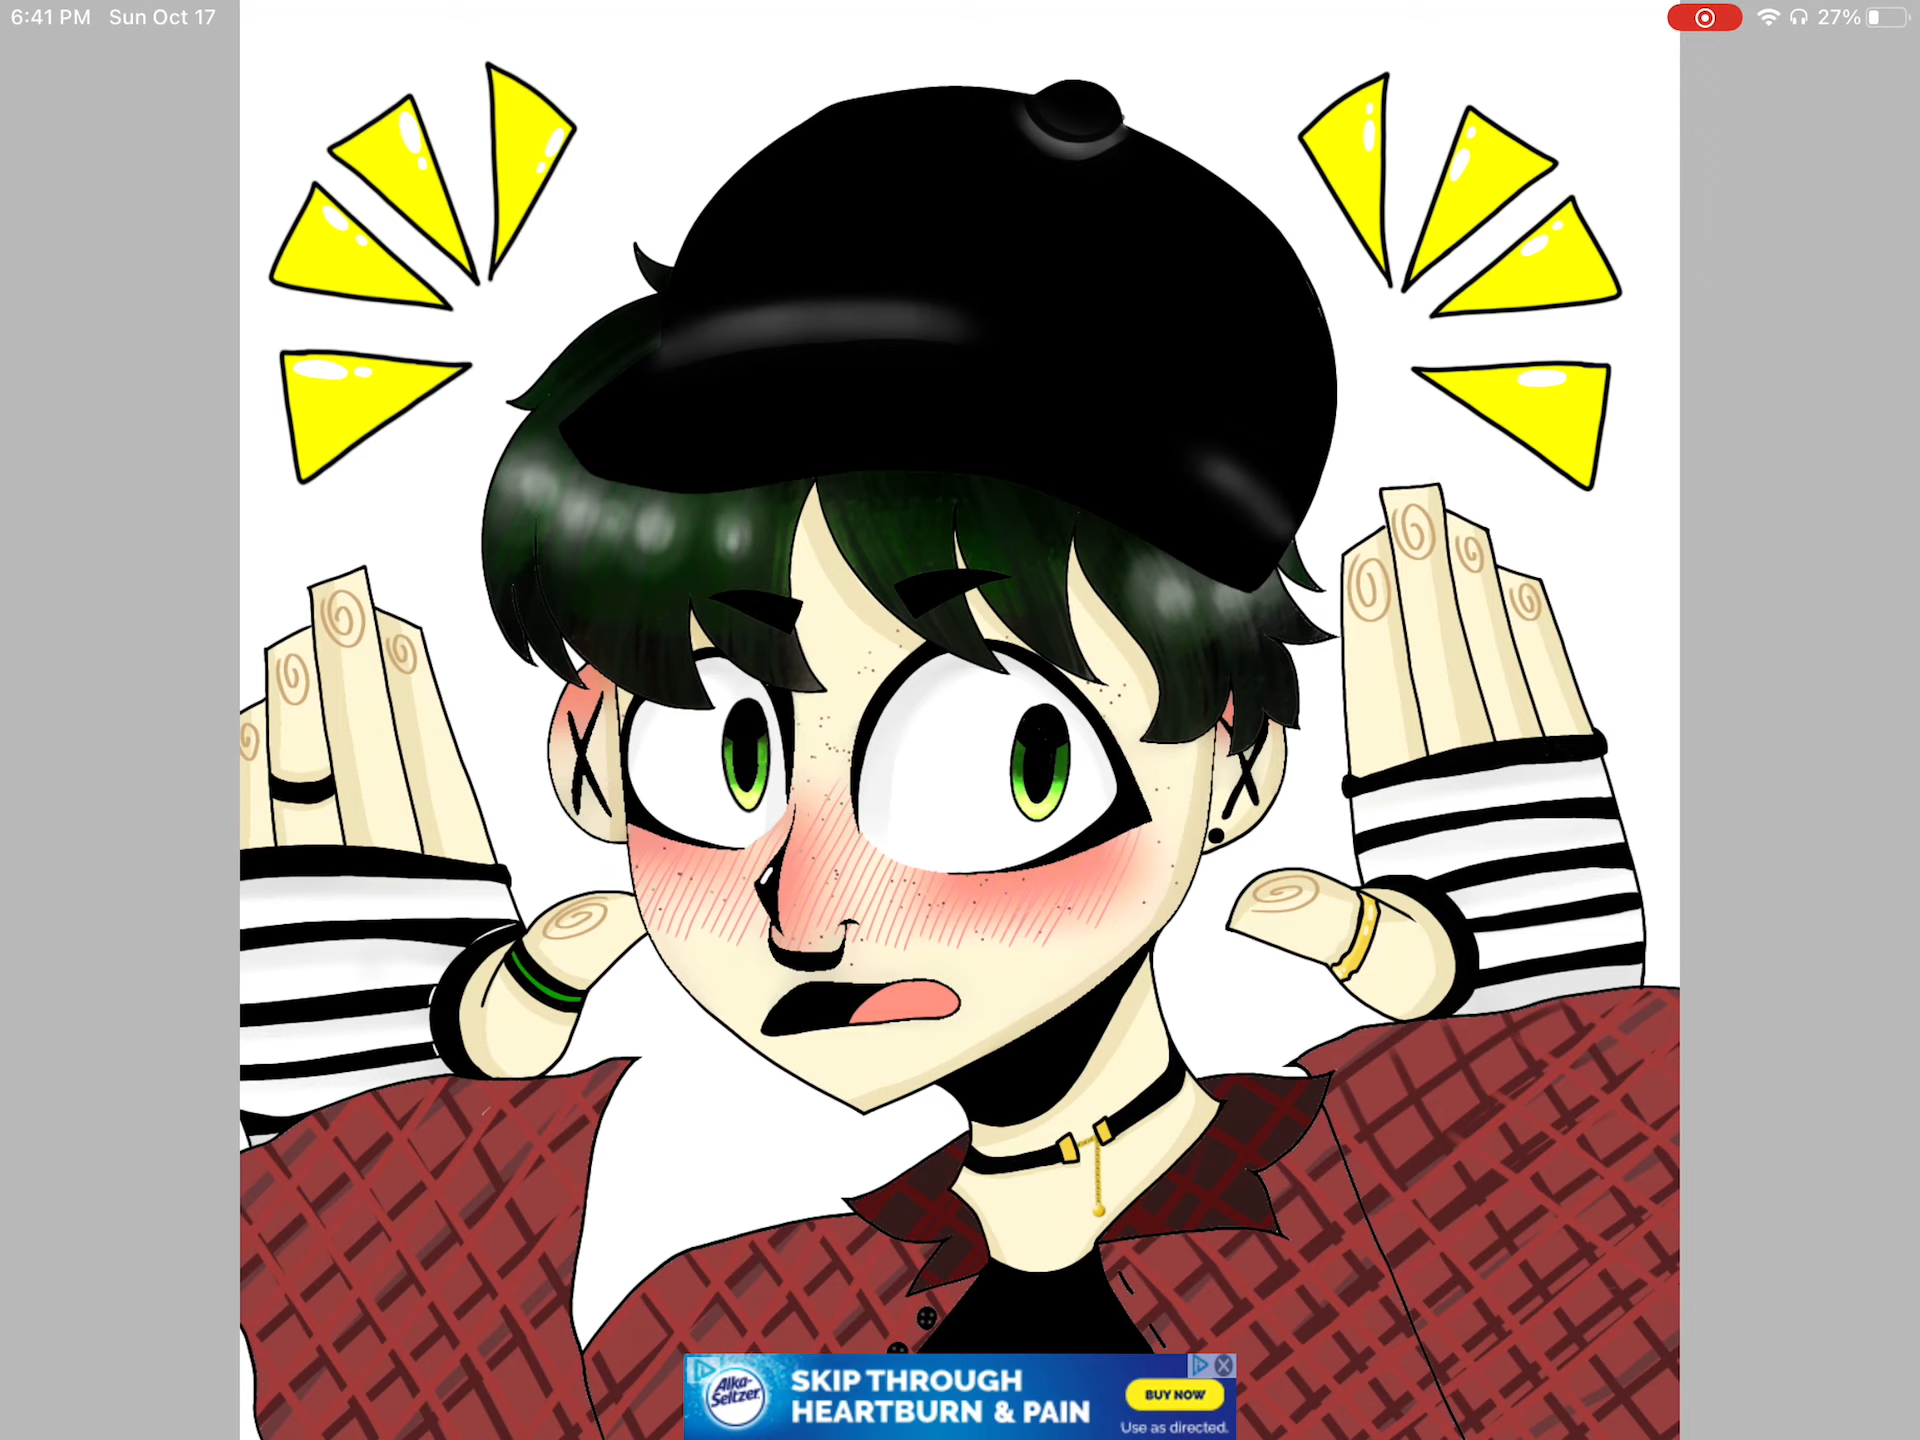 6:41 PM Sun Oct 17
27%
Alka-
Seltzer
SKIP THROUGH
HEARTBURN & PAIN
BUY NOW
Use as directed.